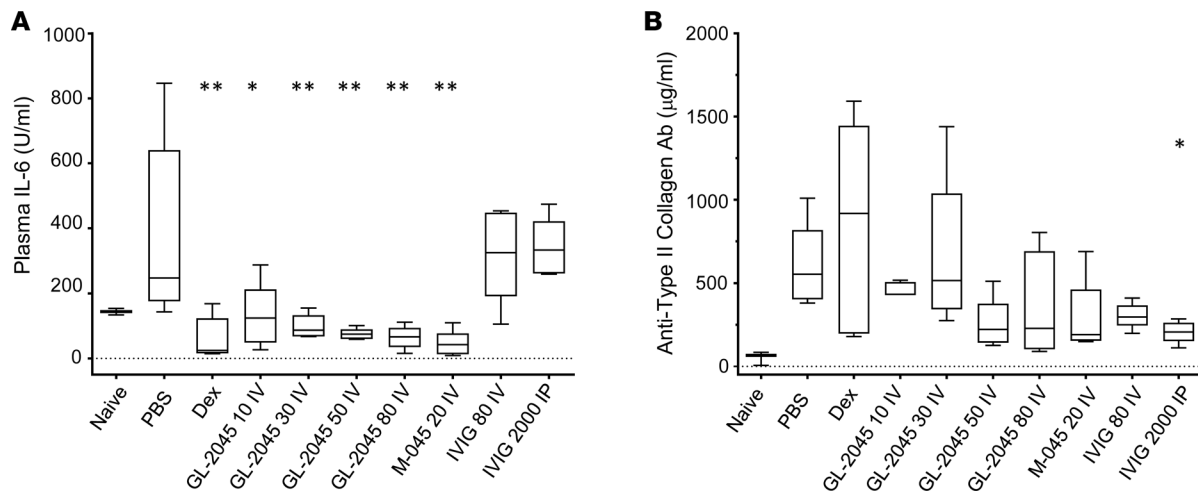 A
Plasma IL-6 (U/ml)
1000
800
600
400
200
0
** * ** ** ** **
Naive
PBS
Dex
GL-2045 10 IV
GL-2045 30 IV
GL-2045 50 IV
GL-2045 80 IV
M-045 20 IV
IVIG 80 IV
IVIG 2000 IP
B
Anti-Type II Collagen Ab (μg/ml)
2000
1500
1000
500
0
*
Naive
PBS
Dex
GL-2045 10 IV
GL-2045 30 IV
GL-2045 50 IV
GL-2045 80 IV
M-045 20 IV
IVIG 80 IV
IVIG 2000 IP